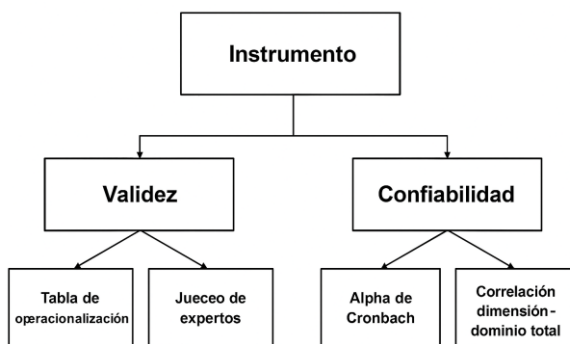 Instrumento
Validez
Confiabilidad
Tabla de
operacionalización
Jueceo de
expertos
Alpha de
Cronbach
Correlación
dimensión-
dominio total